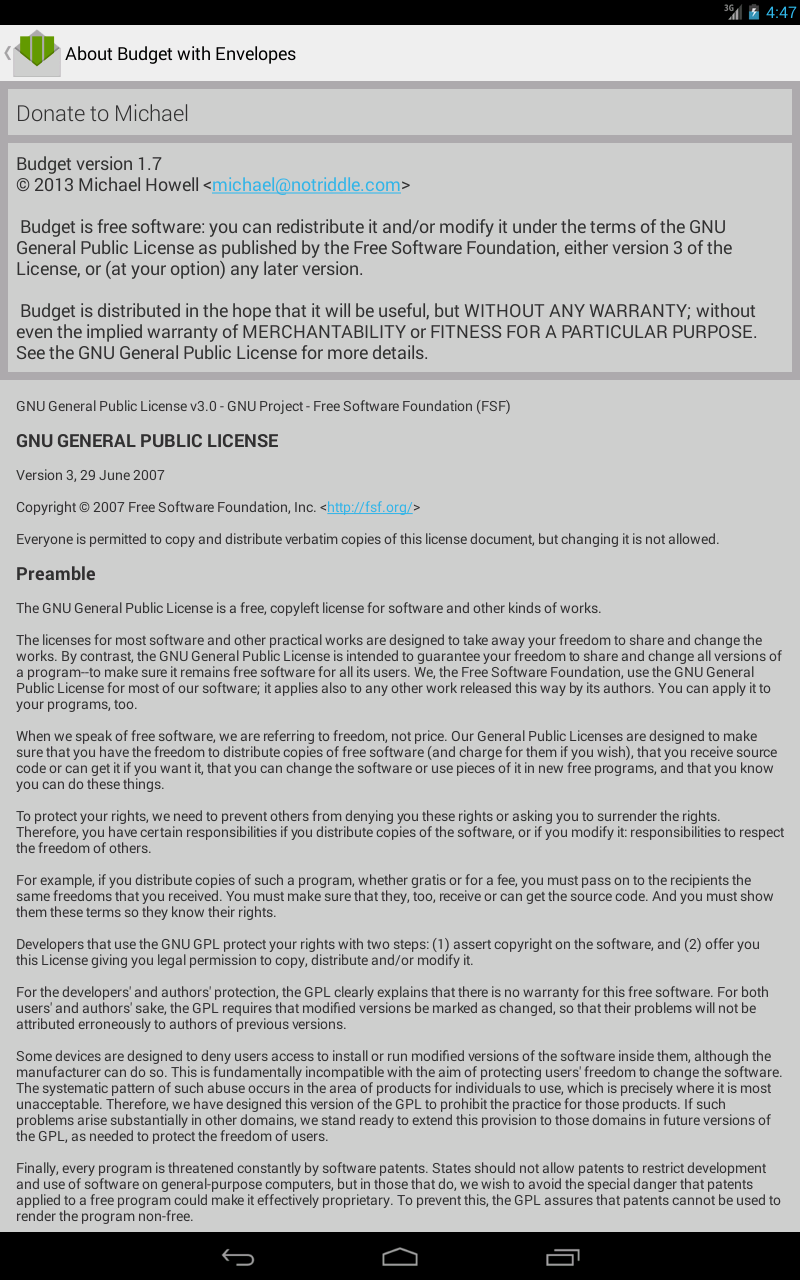 3G 4:47
About Budget with Envelopes
Donate to Michael
Budget version 1.7
© 2013 Michael Howell <michael@notriddle.com>
Budget is free software: you can redistribute it and/or modify it under the terms of the GNU
General Public License as published by the Free Software Foundation, either version 3 of the
License, or (at your option) any later version.
Budget is distributed in the hope that it will be useful, but WITHOUT ANY WARRANTY; without
even the implied warranty of MERCHANTABILITY or FITNESS FOR A PARTICULAR PURPOSE.
See the GNU General Public License for more details.
GNU General Public License v3.0 - GNU Project - Free Software Foundation (FSF)
GNU GENERAL PUBLIC LICENSE
Version 3, 29 June 2007
Copyright © 2007 Free Software Foundation, Inc. <http://fsf.org/>
Everyone is permitted to copy and distribute verbatim copies of this license document, but changing it is not allowed.
Preamble
The GNU General Public License is a free, copyleft license for software and other kinds of works.
The licenses for most software and other practical works are designed to take away your freedom to share and change the
works. By contrast, the GNU General Public License is intended to guarantee your freedom to share and change all versions of
a program--to make sure it remains free software for all its users. We, the Free Software Foundation, use the GNU General
Public License for most of our software; it applies also to any other work released this way by its authors. You can apply it to
your programs, too.
When we speak of free software, we are referring to freedom, not price. Our General Public Licenses are designed to make
sure that you have the freedom to distribute copies of free software (and charge for them if you wish), that you receive source
code or can get it if you want it, that you can change the software or use pieces of it in new free programs, and that you know
you can do these things.
To protect your rights, we need to prevent others from denying you these rights or asking you to surrender the rights.
Therefore, you have certain responsibilities if you distribute copies of the software, or if you modify it: responsibilities to respect
the freedom of others.
For example, if you distribute copies of such a program, whether gratis or for a fee, you must pass on to the recipients the
same freedoms that you received. You must make sure that they, too, receive or can get the source code. And you must show
them these terms so they know their rights.
Developers that use the GNU GPL protect your rights with two steps: (1) assert copyright on the software, and (2) offer you
this License giving you legal permission to copy, distribute and/or modify it.
For the developers' and authors' protection, the GPL clearly explains that there is no warranty for this free software. For both
users' and authors' sake, the GPL requires that modified versions be marked as changed, so that their problems will not be
attributed erroneously to authors of previous versions.
Some devices are designed to deny users access to install or run modified versions of the software inside them, although the
manufacturer can do so. This is fundamentally incompatible with the aim of protecting users' freedom to change the software.
The systematic pattern of such abuse occurs in the area of products for individuals to use, which is precisely where it is most
unacceptable. Therefore, we have designed this version of the GPL to prohibit the practice for those products. If such
problems arise substantially in other domains, we stand ready to extend this provision to those domains in future versions of
the GPL, as needed to protect the freedom of users.
Finally, every program is threatened constantly by software patents. States should not allow patents to restrict development
and use of software on general-purpose computers, but in those that do, we wish to avoid the special danger that patents
applied to a free program could make it effectively proprietary. To prevent this, the GPL assures that patents cannot be used to
render the program non-free.